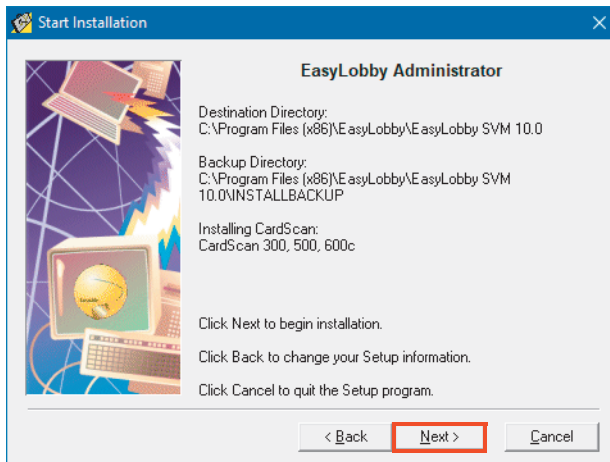 Start Installation
EasyLobby Administrator
Destination Directory:
C:\Program Files (x86)\EasyLobby\EasyLobby SVM 10.0
Backup Directory:
C:\Program Files (x86)\EasyLobby\EasyLobby SVM
10.0\INSTALLBACKUP
Installing CardScan:
CardScan 300, 500, 600c
EasyLobby
Click Next to begin installation.
Click Back to change your Setup information.
Click Cancel to quit the Setup program.
< Back
Next >
Cancel